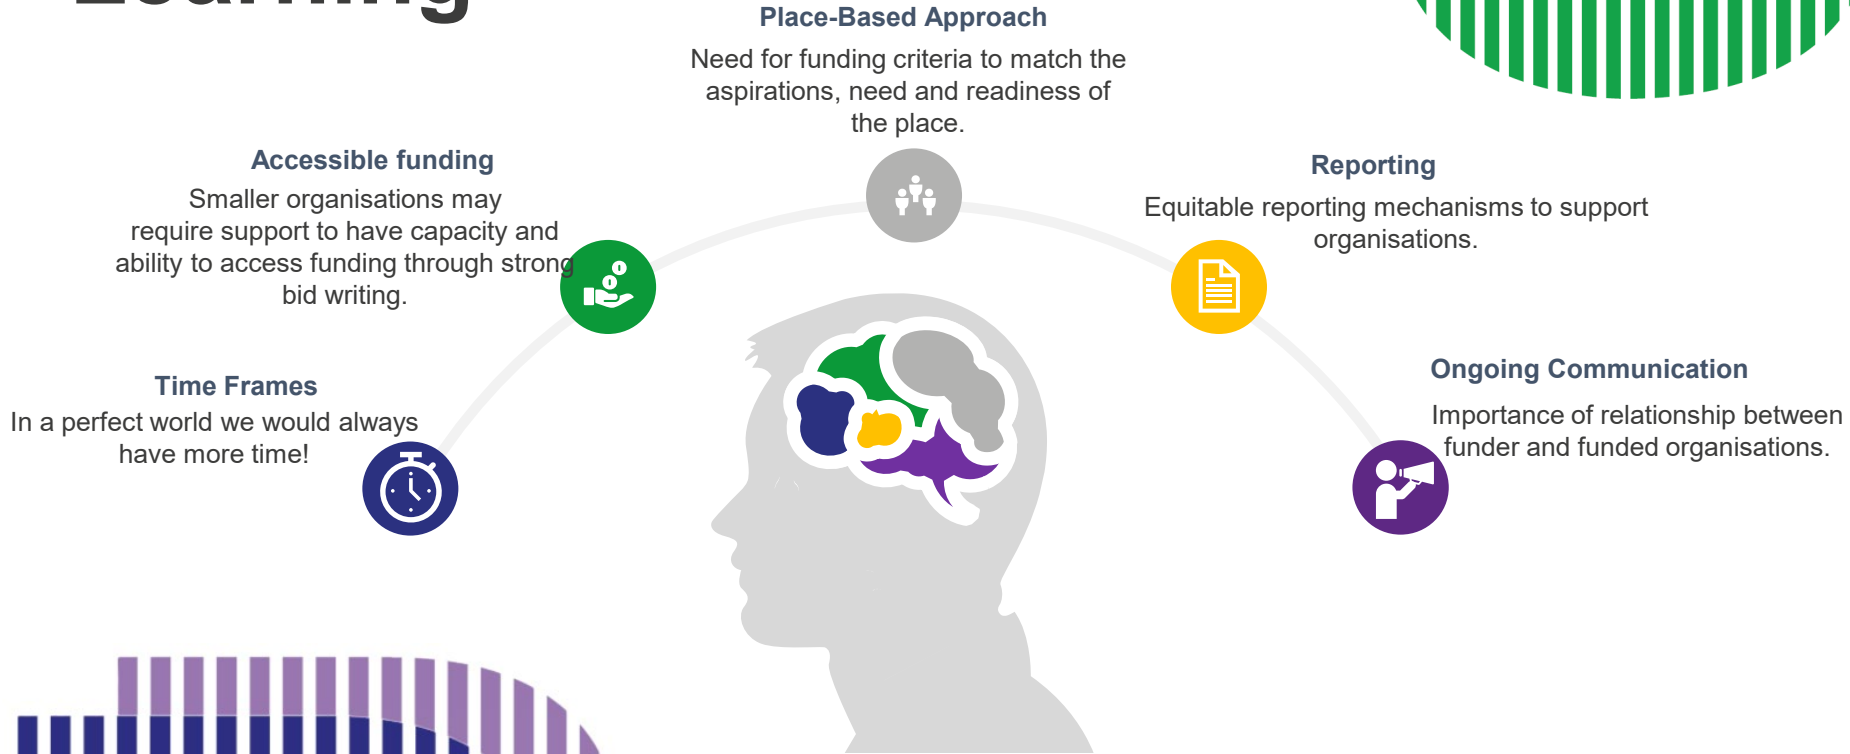 Learning
Place-Based Approach
Need for funding criteria to match the
aspirations, need and readiness of
the place.
Accessible funding
Smaller organisations may
require support to have capacity and
ability to access funding through strong
bid writing.
Reporting
Equitable reporting mechanisms to support
organisations.
Time Frames
In a perfect world we would always
have more time!
Ongoing Communication
Importance of relationship between
funder and funded organisations.